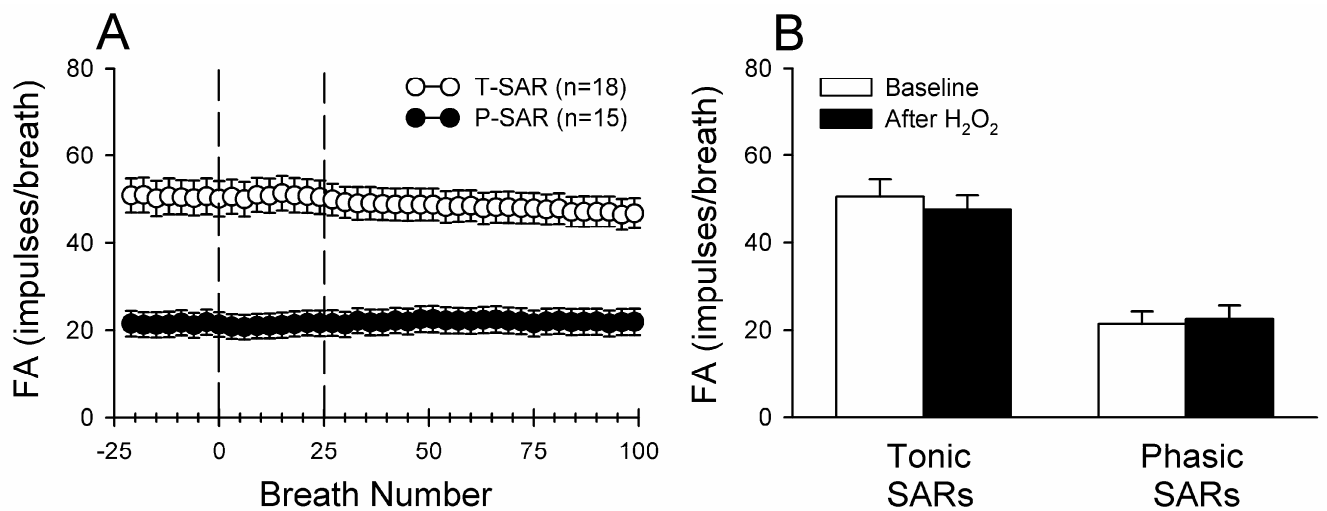 A
FA (impulses/breath)
80
60
40
20
0
T-SAR (n=18)
P-SAR (n=15)
-25 0 25 50 75 100
Breath Number
B
FA (impulses/breath)
80
60
40
20
0
Baseline
After H₂O₂
Tonic
SARs
Phasic
SARs